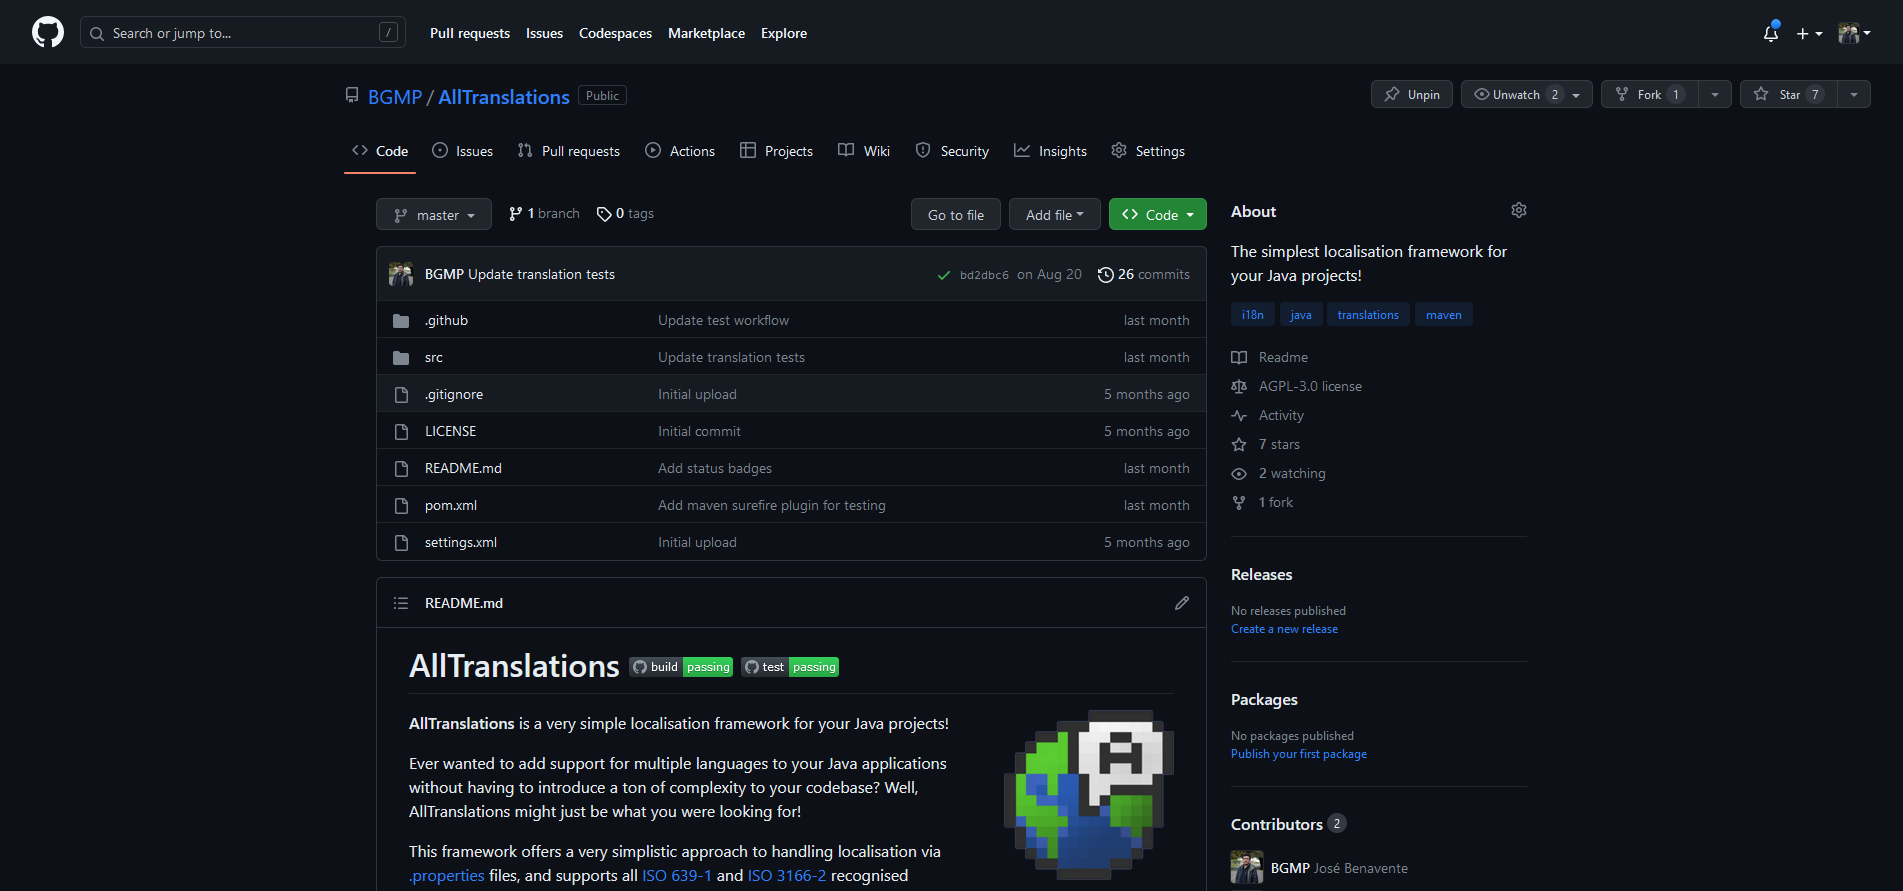 Search or jump to... /
Pull requests Issues Codespaces Marketplace Explore
BGMP / AllTranslations Public
Unpin Unwatch 2 Fork 1 Star 7
Code Issues Pull requests Actions Projects Wiki Security Insights Settings
master 1 branch 0 tags Go to file Add file Code
BGMP Update translation tests bd2dbc6 on Aug 20 26 commits
.github Update test workflow last month
src Update translation tests last month
.gitignore Initial upload 5 months ago
LICENSE Initial commit 5 months ago
README.md Add status badges last month
pom.xml Add maven surefire plugin for testing last month
settings.xml Initial upload 5 months ago
README.md
AllTranslations build passing test passing
AllTranslations is a very simple localisation framework for your Java projects!
Ever wanted to add support for multiple languages to your Java applications
without having to introduce a ton of complexity to your codebase? Well,
AllTranslations might just be what you were looking for!
This framework offers a very simplistic approach to handling localisation via
.properties files, and supports all ISO 639-1 and ISO 3166-2 recognised
A
About
The simplest localisation framework for
your Java projects!
i18n java translations maven
Readme
AGPL-3.0 license
Activity
7 stars
2 watching
1 fork
Releases
No releases published
Create a new release
Packages
No packages published
Publish your first package
Contributors 2
BGMP José Benavente